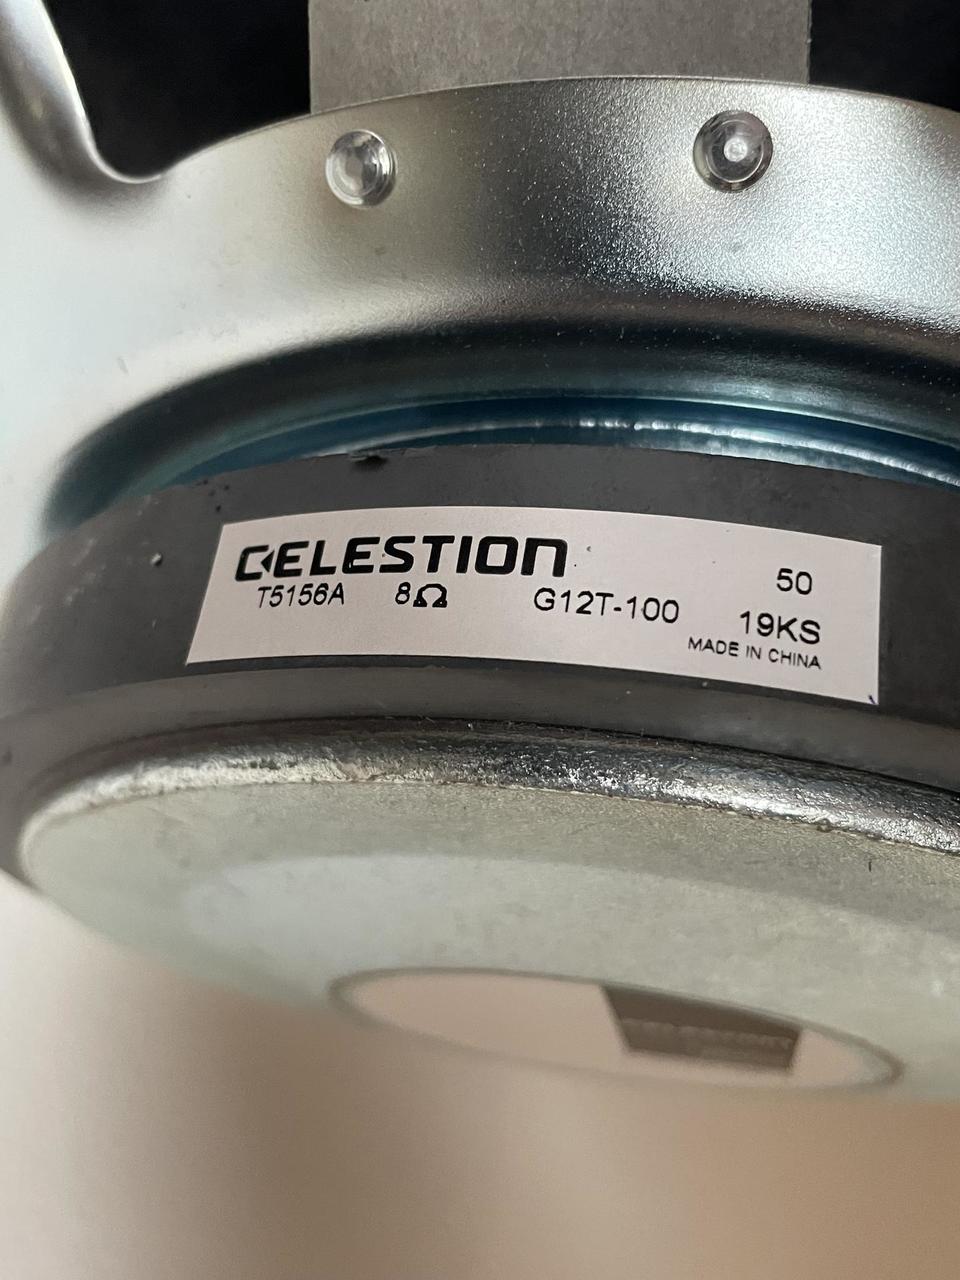 CELESTION
T5156A 8Ω G12T-100 50
19KS
MADE IN CHINA